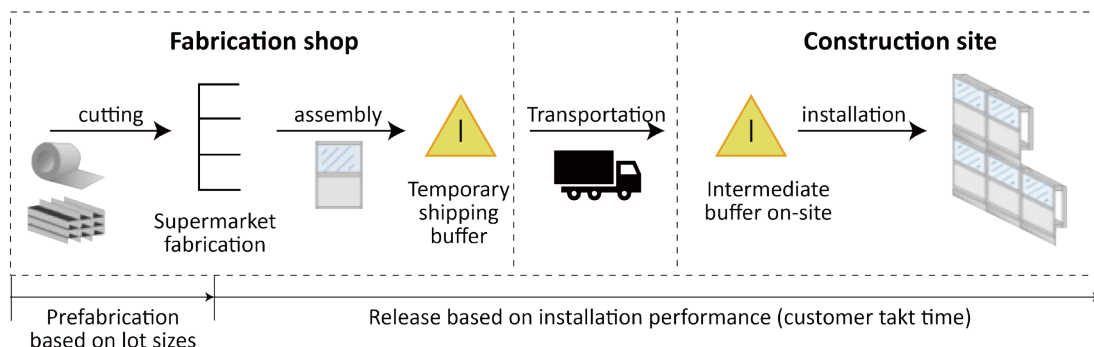 Fabrication shop
Construction site
cutting
assembly
Transportation
installation
I
I
Supermarket
fabrication
Temporary
shipping
buffer
Intermediate
buffer on-site
Prefabrication
based on lot sizes
Release based on installation performance (customer takt time)